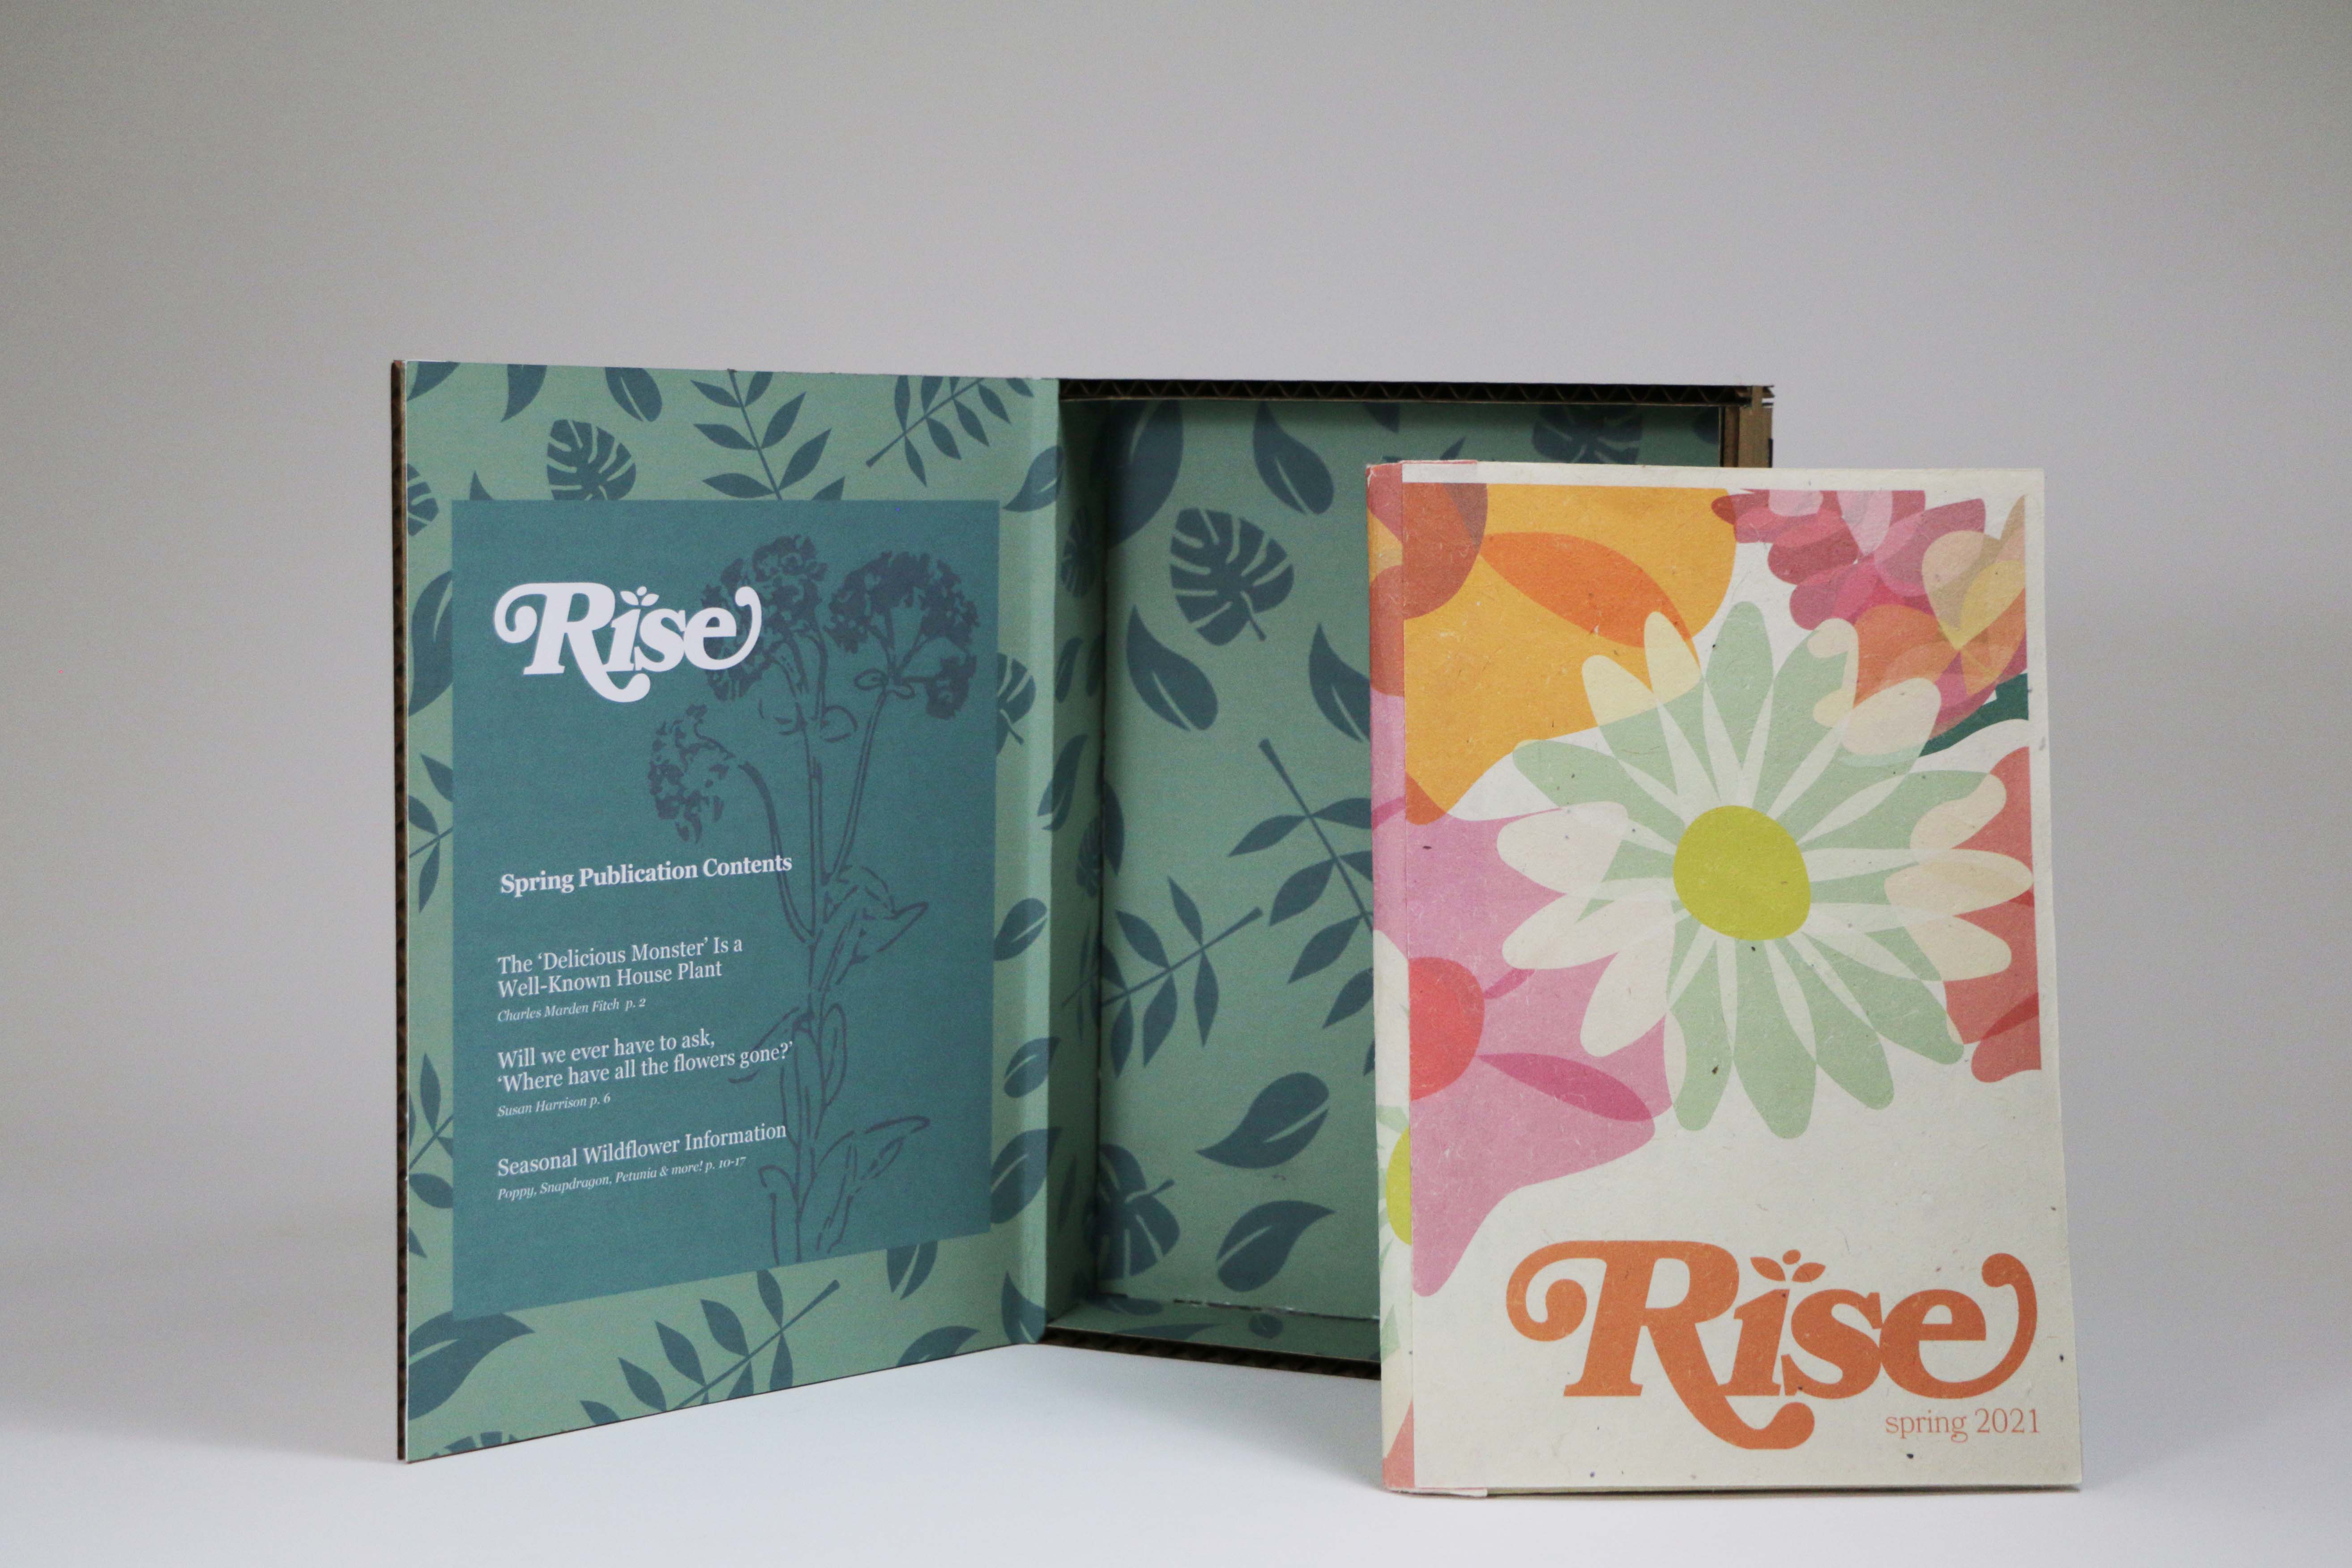 Rise
Spring Publication Contents
The ‘Delicious Monster’ Is a
Well-Known House Plant
Charles Marden Fitch p. 2
Will we ever have to ask,
‘Where have all the flowers gone?’
Susan Harrison p. 6
Seasonal Wildflower Information
Poppy, Snapdragon, Petunia & more! p. 10-17
Rise
spring 2021